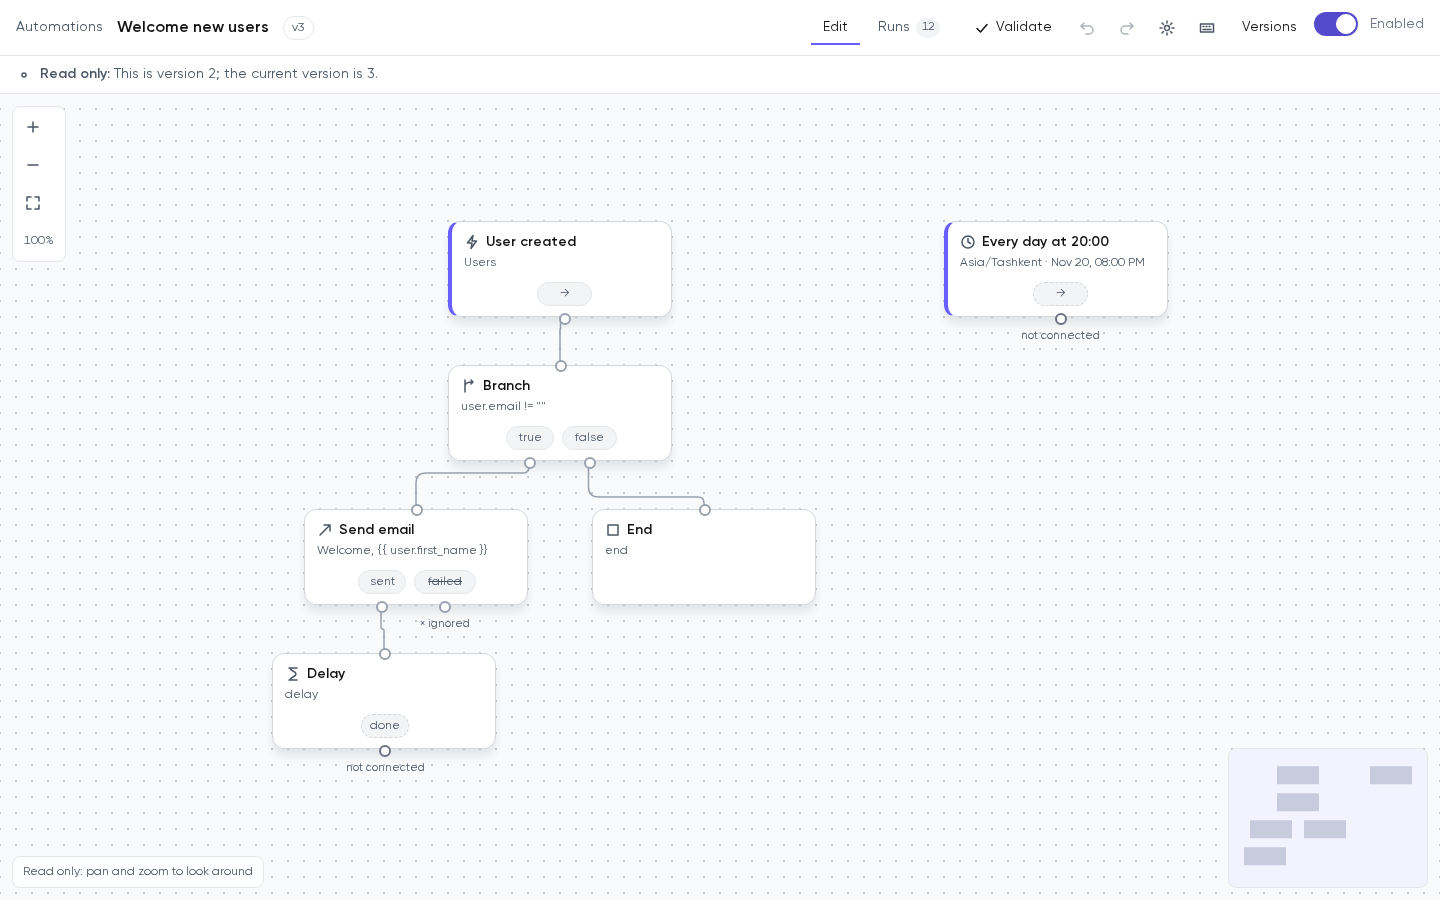 Automations Welcome new users v3 Edit Runs 12 Validate Versions Enabled
Read only: This is version 2; the current version is 3.
100%
User created
Users
→
Every day at 20:00
Asia/Tashkent · Nov 20, 08:00 PM
→
not connected
Branch
user.email != ""
true false
Send email
Welcome, {{ user.first_name }}
sent failed
× ignored
End
end
Delay
delay
done
not connected
Read only: pan and zoom to look around